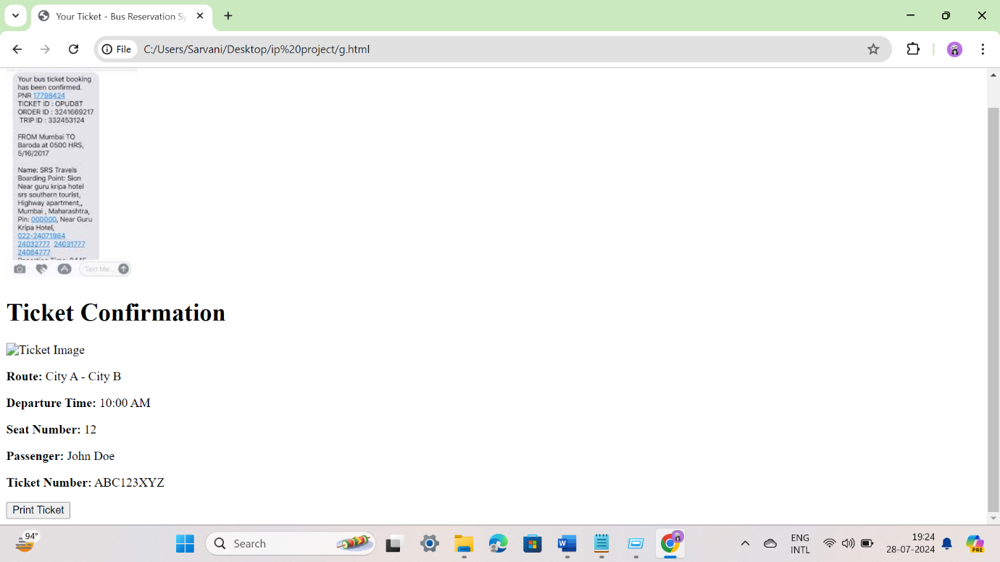 Your Ticket - Bus Reservation Sy
File
C:/Users/Sarvani/Desktop/ip%20project/g.html
Your bus ticket booking
has been confirmed.
PNR 17798424
TICKET ID : OPUD8T
ORDER ID : 3241669217
TRIP ID : 332453124
FROM Mumbai TO
Baroda at 0500 HRS,
5/16/2017
Name: SRS Travels
Boarding Point: Sion
Near guru kripa hotel
srs southern tourist,
Highway apartment,,
Mumbai , Maharashtra,
Pin: 000000, Near Guru
Kripa Hotel,
022-24071984
24032777 24031777
24084777
Text Me...
Ticket Confirmation
Ticket Image
Route: City A - City B
Departure Time: 10:00 AM
Seat Number: 12
Passenger: John Doe
Ticket Number: ABC123XYZ
Print Ticket
94°
Search
ENG
INTL
19:24
28-07-2024
PRE